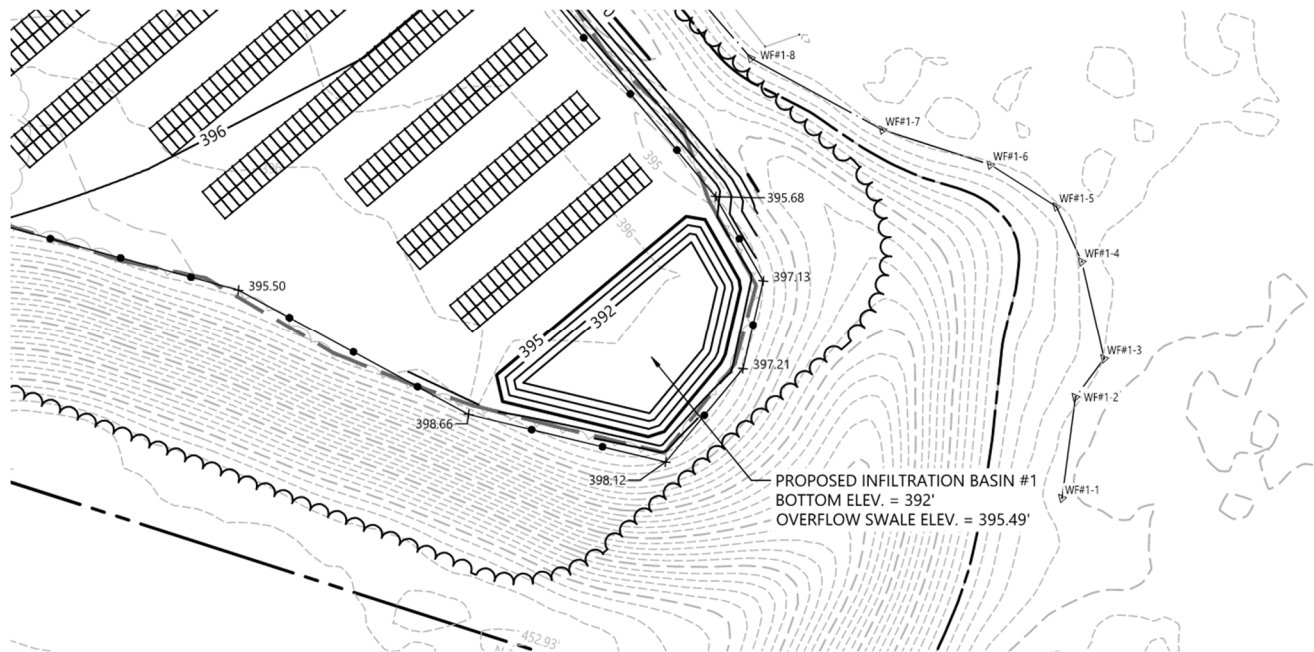 WF#1-8
WF#1-7
396
WF#1-6
395
WF#1-5
395.68
396
WF#1-4
397.13
395.50
392
395
WF#1-3
397.21
WF#1-2
398.66
398.12
PROPOSED INFILTRATION BASIN #1
BOTTOM ELEV. = 392'
OVERFLOW SWALE ELEV. = 395.49'
WF#1-1
452.93'